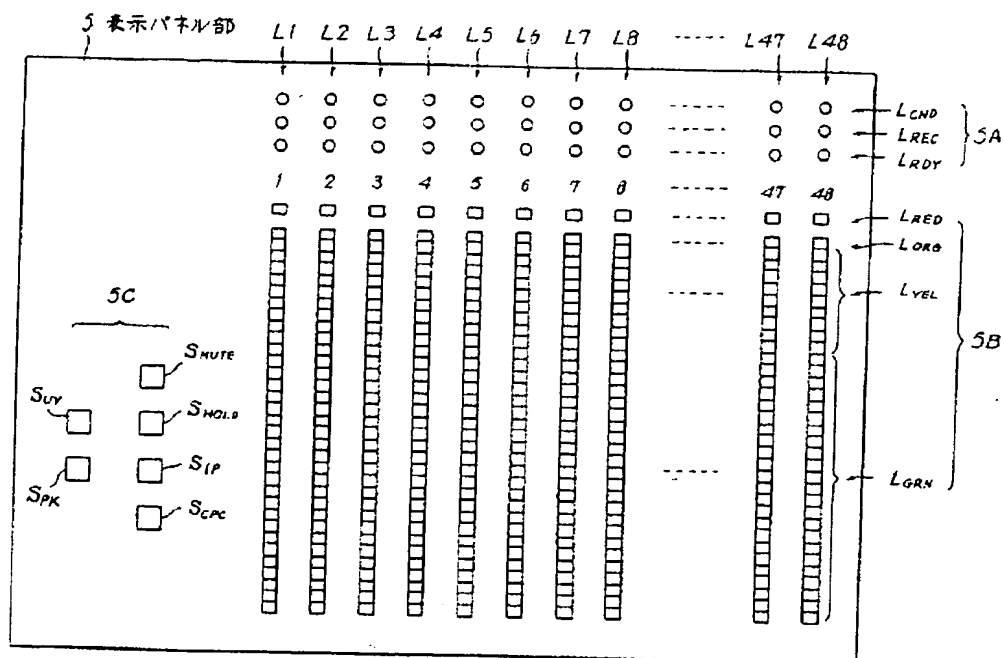 5 表示パネル部
L1 L2 L3 L4 L5 L6 L7 L8 ----- L47 L48
LCND
LREC
5A
LRDY
1 2 3 4 5 6 7 8 ----- 47 48
LRED
LORG
LYEL
5B
5C
SMUTE
SUY
SHOLD
SPK
SIP
SCPC
LGRN